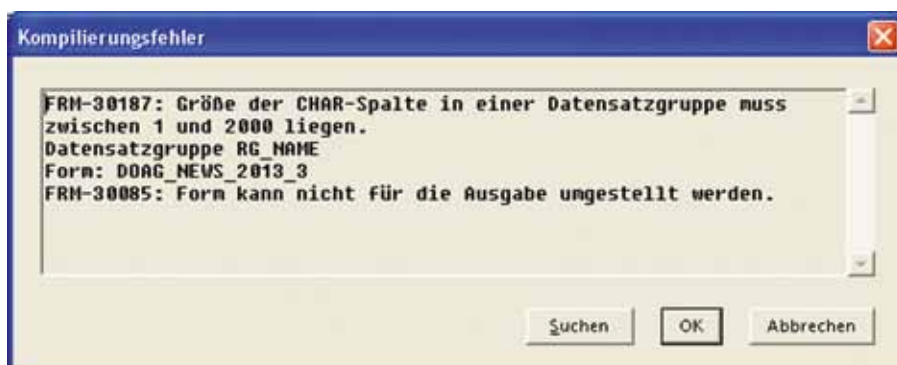 Kompilierungsfehler
FRM-30187: Größe der CHAR-Spalte in einer Datensatzgruppe muss
zwischen 1 und 2000 liegen.
Datensatzgruppe RG_NAME
Form: DOAG_NEWS_2013_3
FRM-30085: Form kann nicht für die Ausgabe umgestellt werden.
Suchen OK Abbrechen